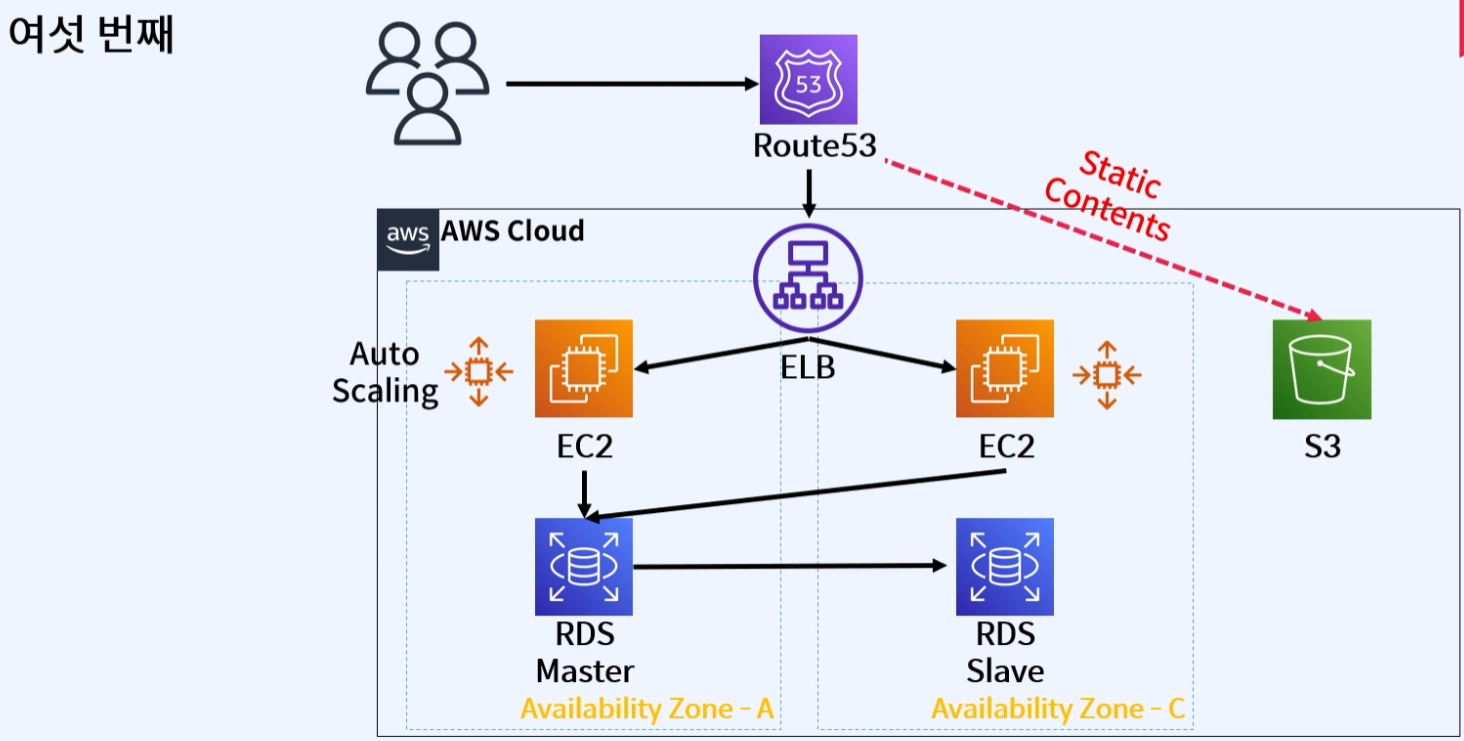 여섯 번째
53
Route53
Static
Contents
aws
AWS Cloud
Auto
Scaling
ELB
EC2
EC2
S3
RDS
Master
RDS
Slave
Availability Zone - A
Availability Zone - C